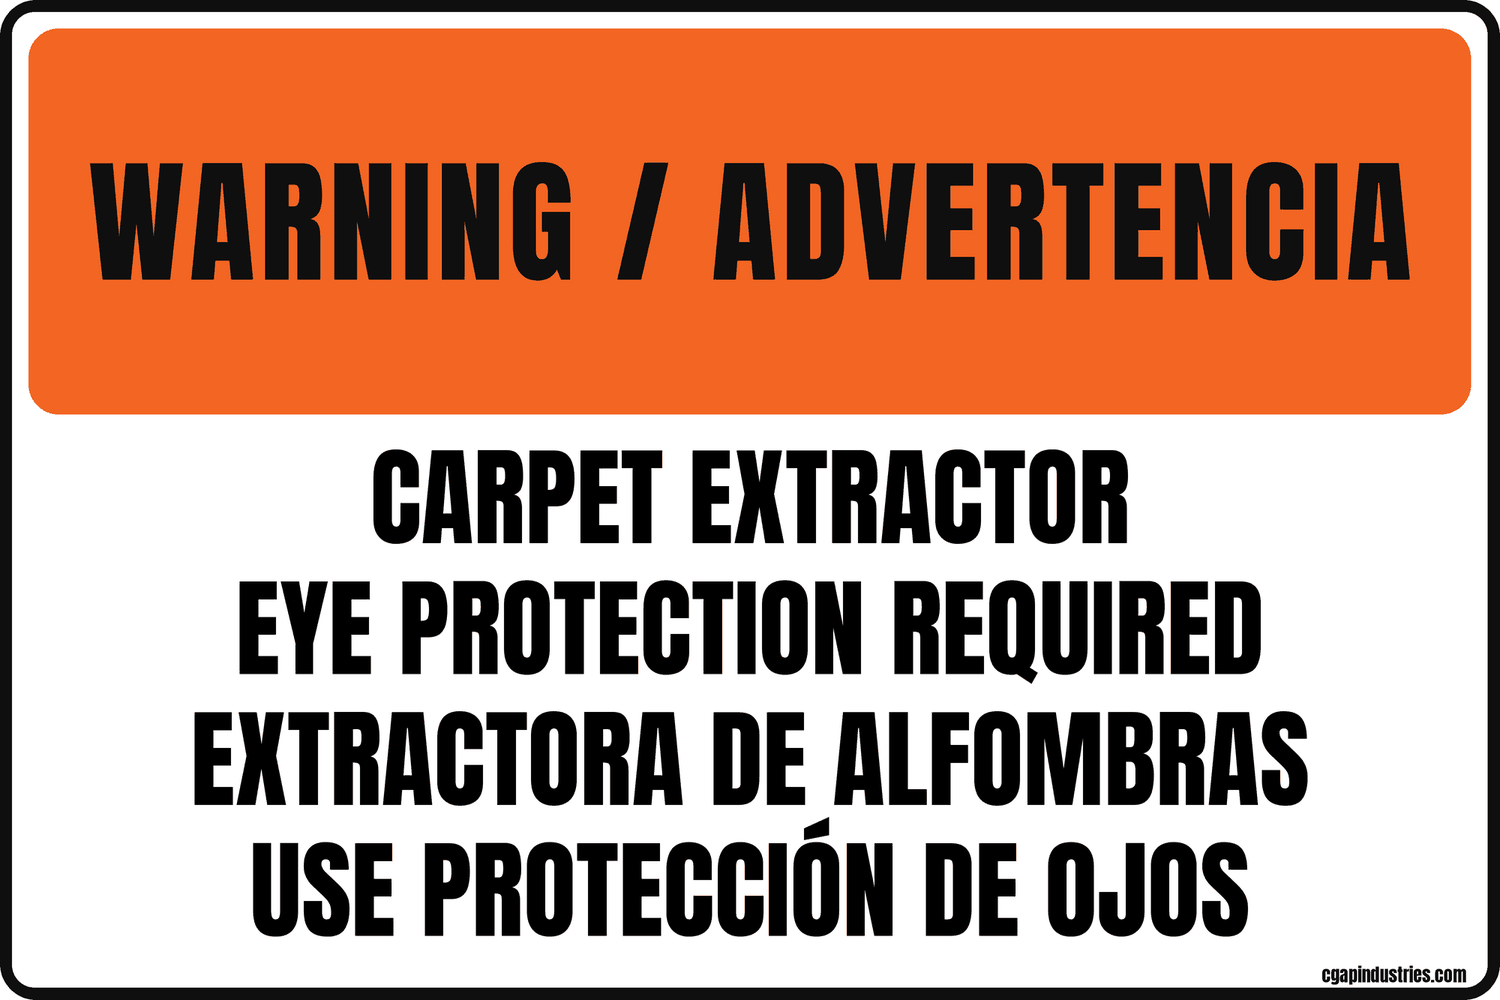 WARNING / ADVERTENCIA
CARPET EXTRACTOR
EYE PROTECTION REQUIRED
EXTRACTORA DE ALFOMBRAS
USE PROTECCIÓN DE OJOS
cgapindustries.com